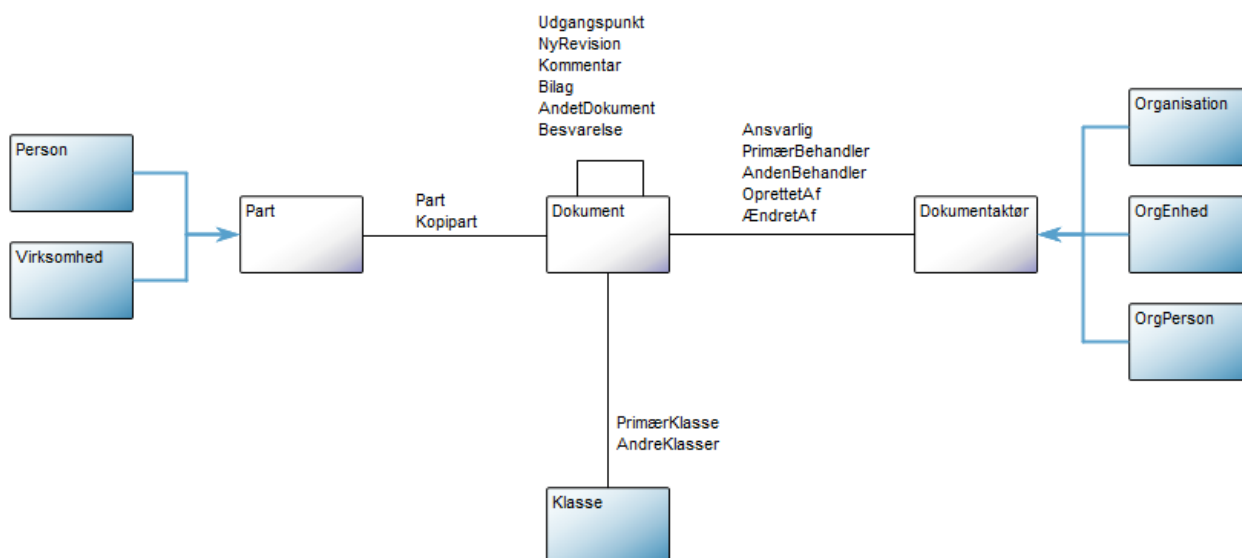 Udgangspunkt
NyRevision
Kommentar
Bilag
AndetDokument
Besvarelse
Organisation
Ansvarlig
PrimærBehandler
AndenBehandler
OprettetAf
ÆndretAf
Person
Part
Part
Kopipart
Dokument
Dokumentaktør
OrgEnhed
Virksomhed
OrgPerson
PrimærKlasse
AndreKlasser
Klasse